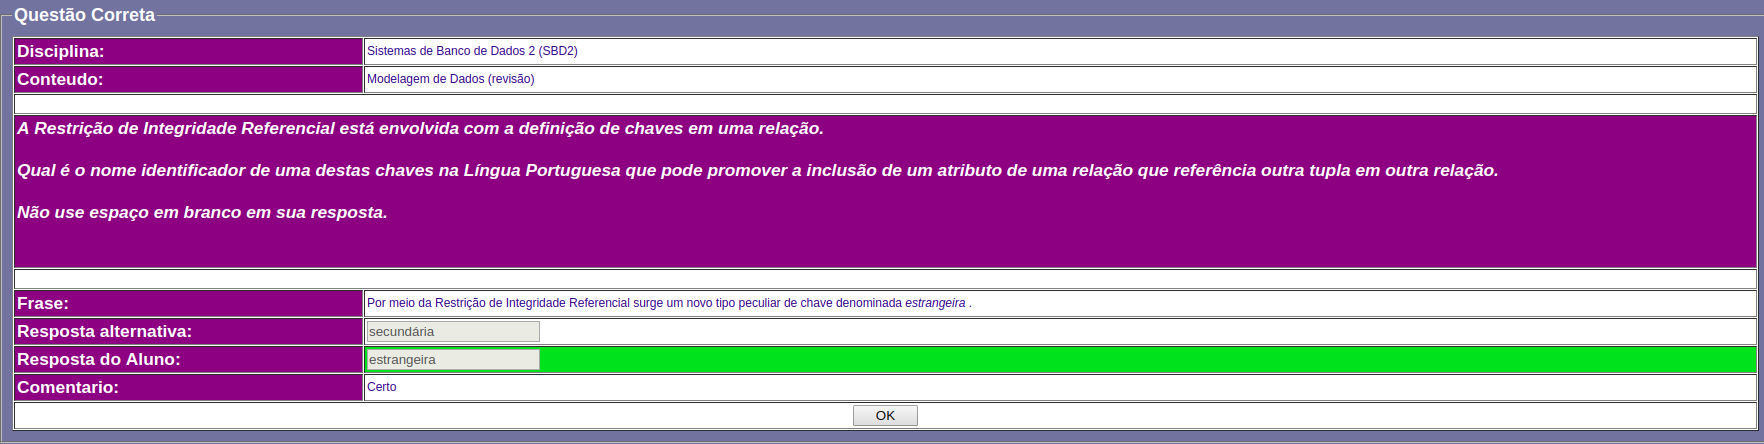 Questão Correta
Disciplina: Sistemas de Banco de Dados 2 (SBD2)
Conteudo: Modelagem de Dados (revisão)
A Restrição de Integridade Referencial está envolvida com a definição de chaves em uma relação.
Qual é o nome identificador de uma destas chaves na Língua Portuguesa que pode promover a inclusão de um atributo de uma relação que referência outra tupla em outra relação.
Não use espaço em branco em sua resposta.
Frase: Por meio da Restrição de Integridade Referencial surge um novo tipo peculiar de chave denominada estrangeira .
Resposta alternativa: secundária
Resposta do Aluno: estrangeira
Comentario: Certo
OK